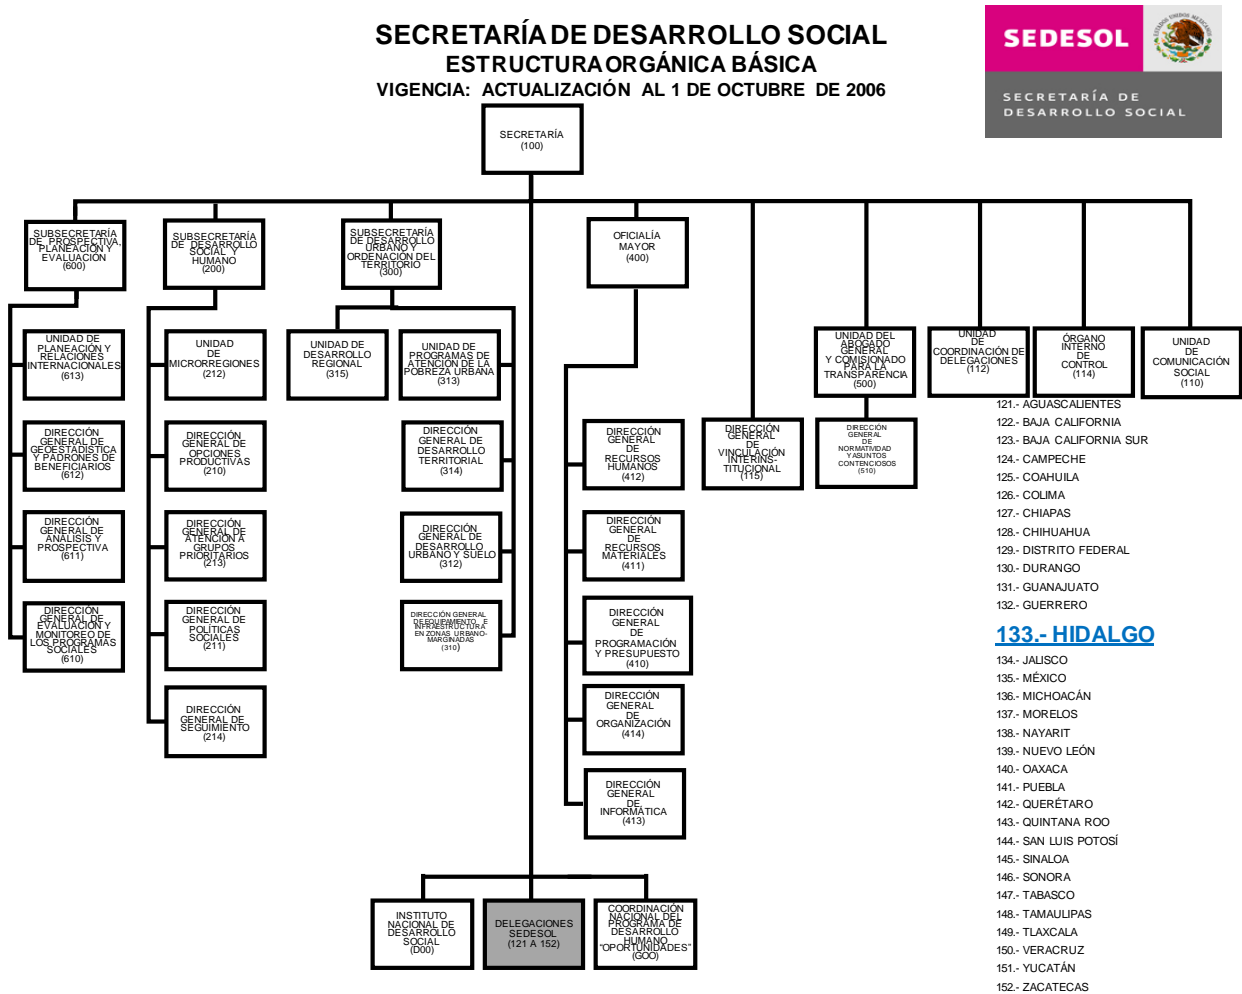 SECRETARÍA DE DESARROLLO SOCIAL
ESTRUCTURA ORGÁNICA BÁSICA
VIGENCIA: ACTUALIZACIÓN AL 1 DE OCTUBRE DE 2006
SEDESOL
ESTADOS UNIDOS MEXICANOS
SECRETARÍA DE
DESARROLLO SOCIAL
SECRETARÍA
(100)
SUBSECRETARÍA
DE PROSPECTIVA,
PLANEACIÓN Y
EVALUACIÓN
(600)
SUBSECRETARÍA
DE DESARROLLO
SOCIAL Y
HUMANO
(200)
SUBSECRETARÍA
DE DESARROLLO
URBANO Y
ORDENACIÓN DEL
TERRITORIO
(300)
OFICIALÍA
MAYOR
(400)
UNIDAD DE
PLANEACIÓN Y
RELACIONES
INTERNACIONALES
(613)
UNIDAD
DE
MICRORREGIONES
(212)
UNIDAD DE
DESARROLLO
REGIONAL
(315)
UNIDAD DE
PROGRAMAS DE
ATENCIÓN DE LA
POBREZA URBANA
(313)
UNIDAD DEL
ABOGADO
GENERAL
Y COMISIONADO
PARA LA
TRANSPARENCIA
(500)
UNIDAD
DE
COORDINACIÓN DE
DELEGACIONES
(112)
ÓRGANO
INTERNO
DE
CONTROL
(114)
UNIDAD
DE
COMUNICACIÓN
SOCIAL
(110)
DIRECCIÓN
GENERAL DE
GEOESTADÍSTICA
Y PADRONES DE
BENEFICIARIOS
(612)
DIRECCIÓN
GENERAL DE
OPCIONES
PRODUCTIVAS
(210)
DIRECCIÓN
GENERAL DE
DESARROLLO
TERRITORIAL
(314)
DIRECCIÓN
GENERAL
DE
RECURSOS
HUMANOS
(412)
DIRECCIÓN
GENERAL
DE
VINCULACIÓN
INTERINS-
TITUCIONAL
(115)
DIRECCIÓN
GENERAL
DE
NORMATIVIDAD
Y ASUNTOS
CONTENCIOSOS
(510)
DIRECCIÓN
GENERAL DE
ANÁLISIS Y
PROSPECTIVA
(611)
DIRECCIÓN
GENERAL DE
ATENCIÓN A
GRUPOS
PRIORITARIOS
(213)
DIRECCIÓN
GENERAL DE
DESARROLLO
URBANO Y SUELO
(312)
DIRECCIÓN
GENERAL
DE
RECURSOS
MATERIALES
(411)
DIRECCIÓN
GENERAL DE
EVALUACIÓN Y
MONITOREO DE
LOS PROGRAMAS
SOCIALES
(610)
DIRECCIÓN
GENERAL DE
POLÍTICAS
SOCIALES
(211)
DIRECCIÓN GENERAL
DE EQUIPAMIENTO E
INFRAESTRUCTURA
EN ZONAS URBANO-
MARGINADAS
(310)
DIRECCIÓN
GENERAL
DE
PROGRAMACIÓN
Y PRESUPUESTO
(410)
DIRECCIÓN
GENERAL DE
SEGUIMIENTO
(214)
DIRECCIÓN
GENERAL
DE
ORGANIZACIÓN
(414)
DIRECCIÓN
GENERAL
DE
INFORMÁTICA
(413)
INSTITUTO
NACIONAL DE
DESARROLLO
SOCIAL
(D00)
DELEGACIONES
SEDESOL
(121 A 152)
COORDINACIÓN
NACIONAL DEL
PROGRAMA DE
DESARROLLO
HUMANO
"OPORTUNIDADES"
(GOO)
121.- AGUASCALIENTES
122.- BAJA CALIFORNIA
123.- BAJA CALIFORNIA SUR
124.- CAMPECHE
125.- COAHUILA
126.- COLIMA
127.- CHIAPAS
128.- CHIHUAHUA
129.- DISTRITO FEDERAL
130.- DURANGO
131.- GUANAJUATO
132.- GUERRERO
133.- HIDALGO
134.- JALISCO
135.- MÉXICO
136.- MICHOACÁN
137.- MORELOS
138.- NAYARIT
139.- NUEVO LEÓN
140.- OAXACA
141.- PUEBLA
142.- QUERÉTARO
143.- QUINTANA ROO
144.- SAN LUIS POTOSÍ
145.- SINALOA
146.- SONORA
147.- TABASCO
148.- TAMAULIPAS
149.- TLAXCALA
150.- VERACRUZ
151.- YUCATÁN
152.- ZACATECAS